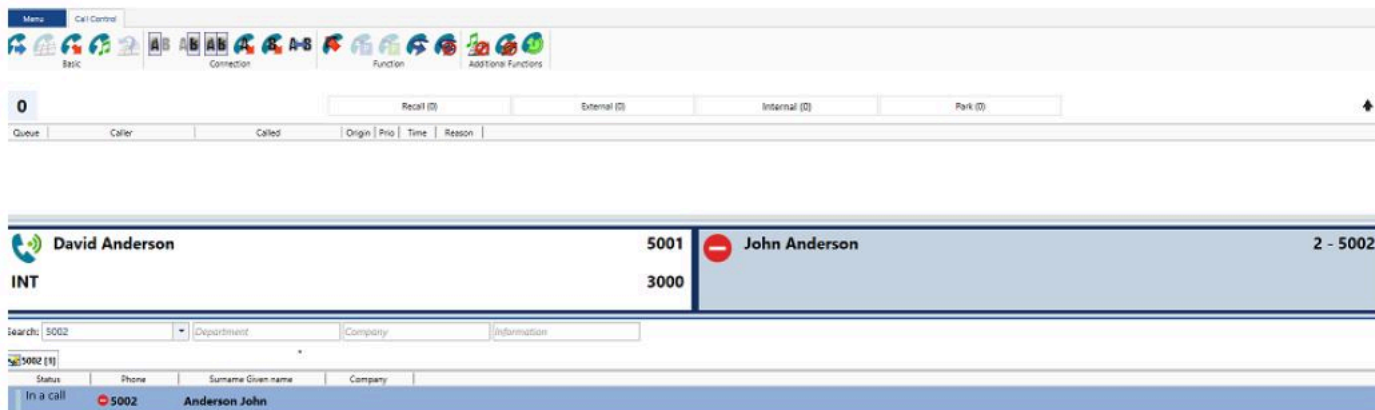 Menu Call Control
AB AB AB A B A-B
Basic Connection Function Additional Functions
0 Recall (0) External (0) Internal (0) Park (0)
Queue Caller Called Origin Prio Time Reason
David Anderson 5001 John Anderson 2 - 5002
INT 3000
Search: 5002 Department Company Information
5002 [1]
Status Phone Surname Given name Company
In a call 5002 Anderson John